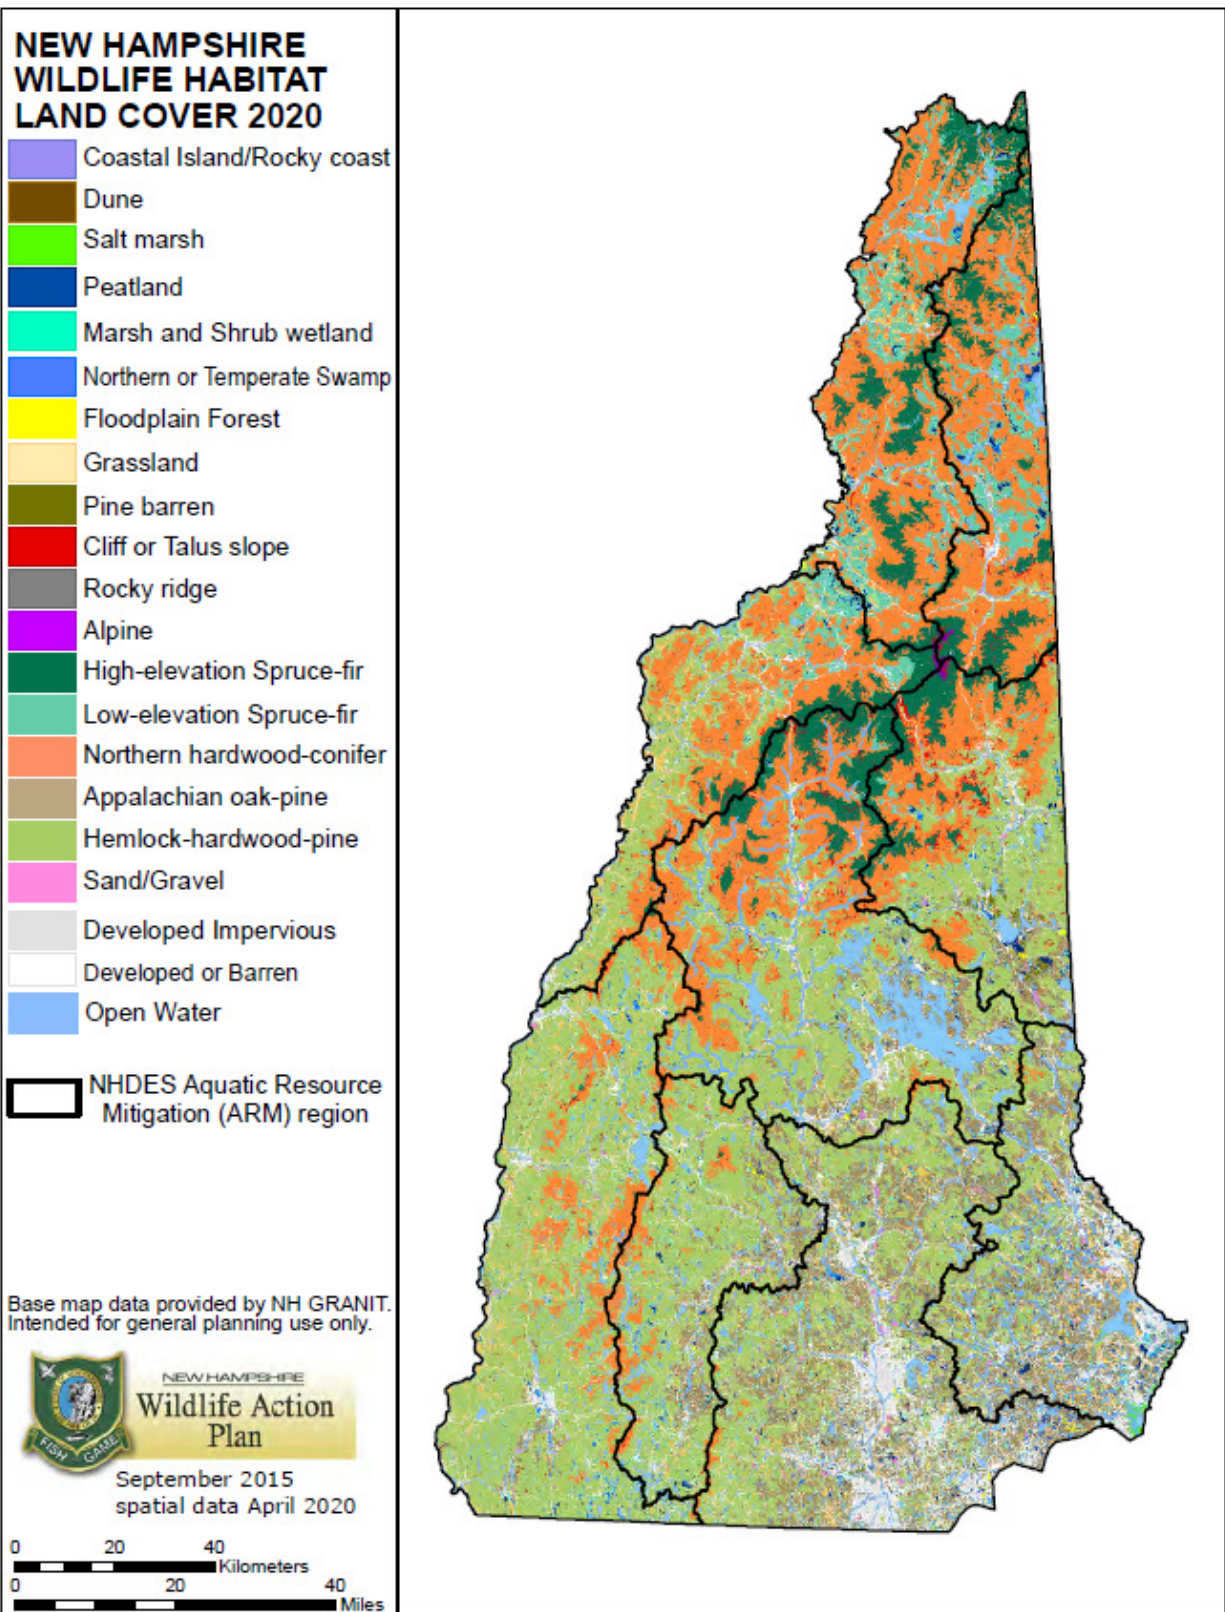 NEW HAMPSHIRE
WILDLIFE HABITAT
LAND COVER 2020
Coastal Island/Rocky coast
Dune
Salt marsh
Peatland
Marsh and Shrub wetland
Northern or Temperate Swamp
Floodplain Forest
Grassland
Pine barren
Cliff or Talus slope
Rocky ridge
Alpine
High-elevation Spruce-fir
Low-elevation Spruce-fir
Northern hardwood-conifer
Appalachian oak-pine
Hemlock-hardwood-pine
Sand/Gravel
Developed Impervious
Developed or Barren
Open Water
NHDES Aquatic Resource
Mitigation (ARM) region
Base map data provided by NH GRANIT.
Intended for general planning use only.
NEW HAMPSHIRE
Wildlife Action
Plan
FISH GAME
September 2015
spatial data April 2020
0 20 40
Kilometers
0 20 40
Miles